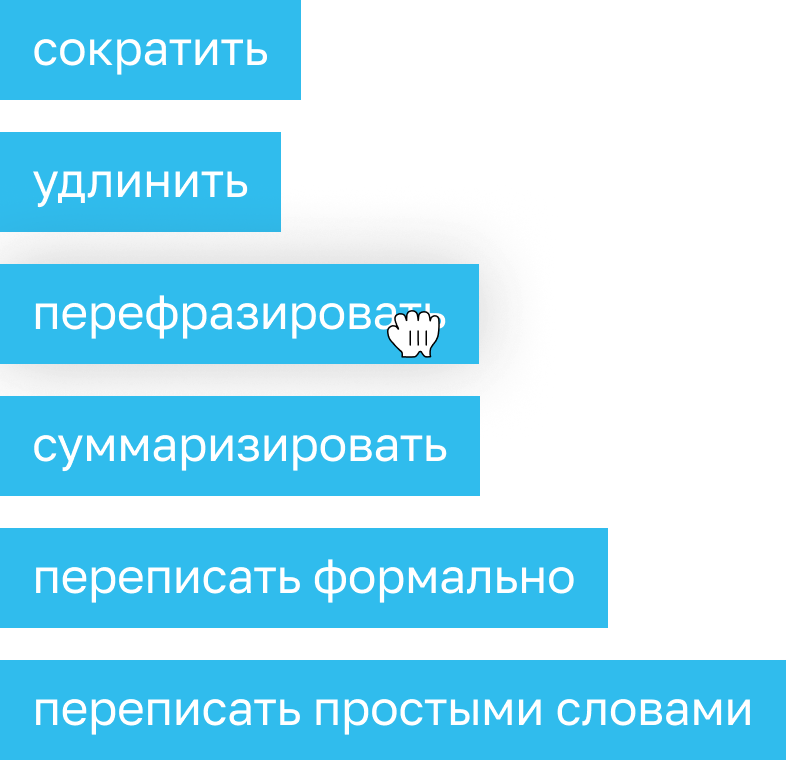 сократить
удлинить
перефразировать
суммаризировать
переписать формально
переписать простыми словами